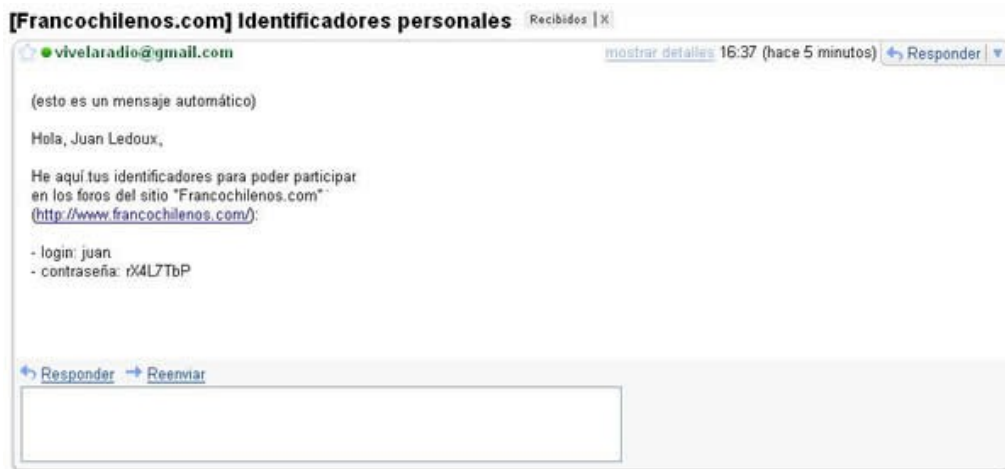 [Francochilenos.com] Identificadores personales Recibidos | X
vivelaradio@gmail.com mostrar detalles 16:37 (hace 5 minutos) Responder
(esto es un mensaje automático)
Hola, Juan Ledoux,
He aquí tus identificadores para poder participar
en los foros del sitio "Francochilenos.com"
(http://www.francochilenos.com/):
- login: juan
- contraseña: rX4L7TbP
Responder Reenviar